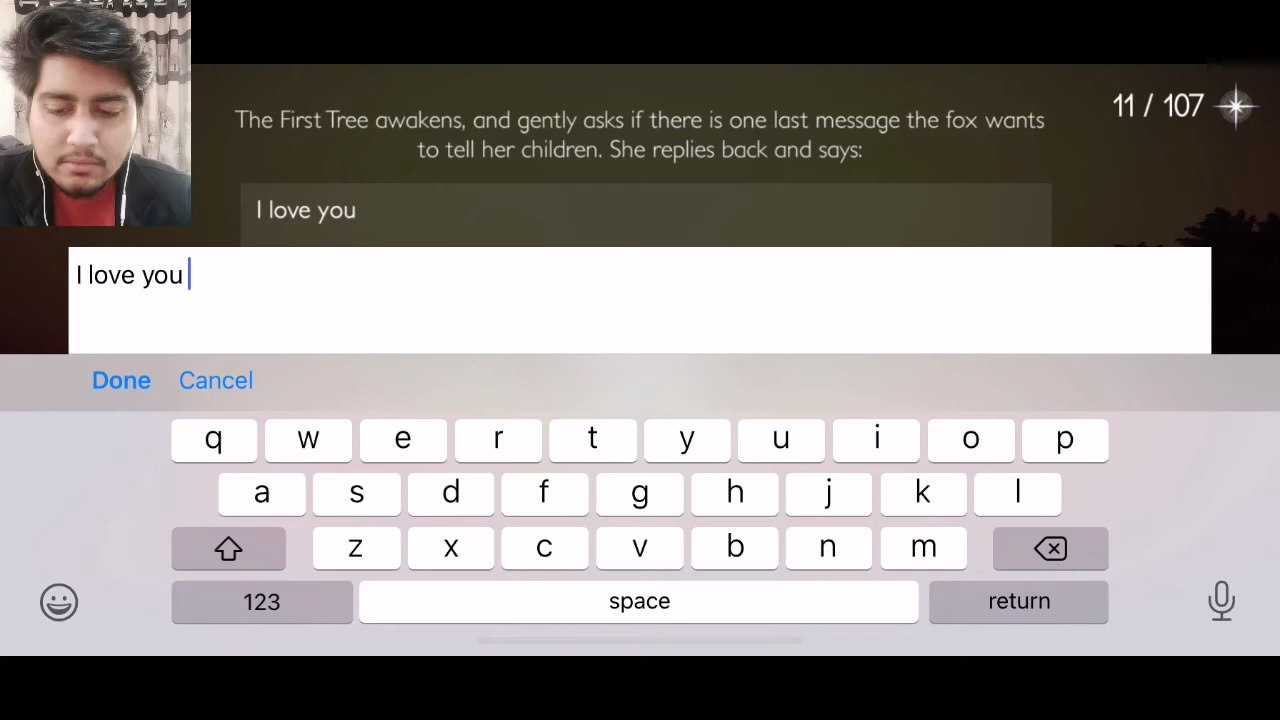 11 / 107
The First Tree awakens, and gently asks if there is one last message the fox wants
to tell her children. She replies back and says:
I love you
I love you
Done Cancel
q w e r t y u i o p
a s d f g h j k l
z x c v b n m
123 space return